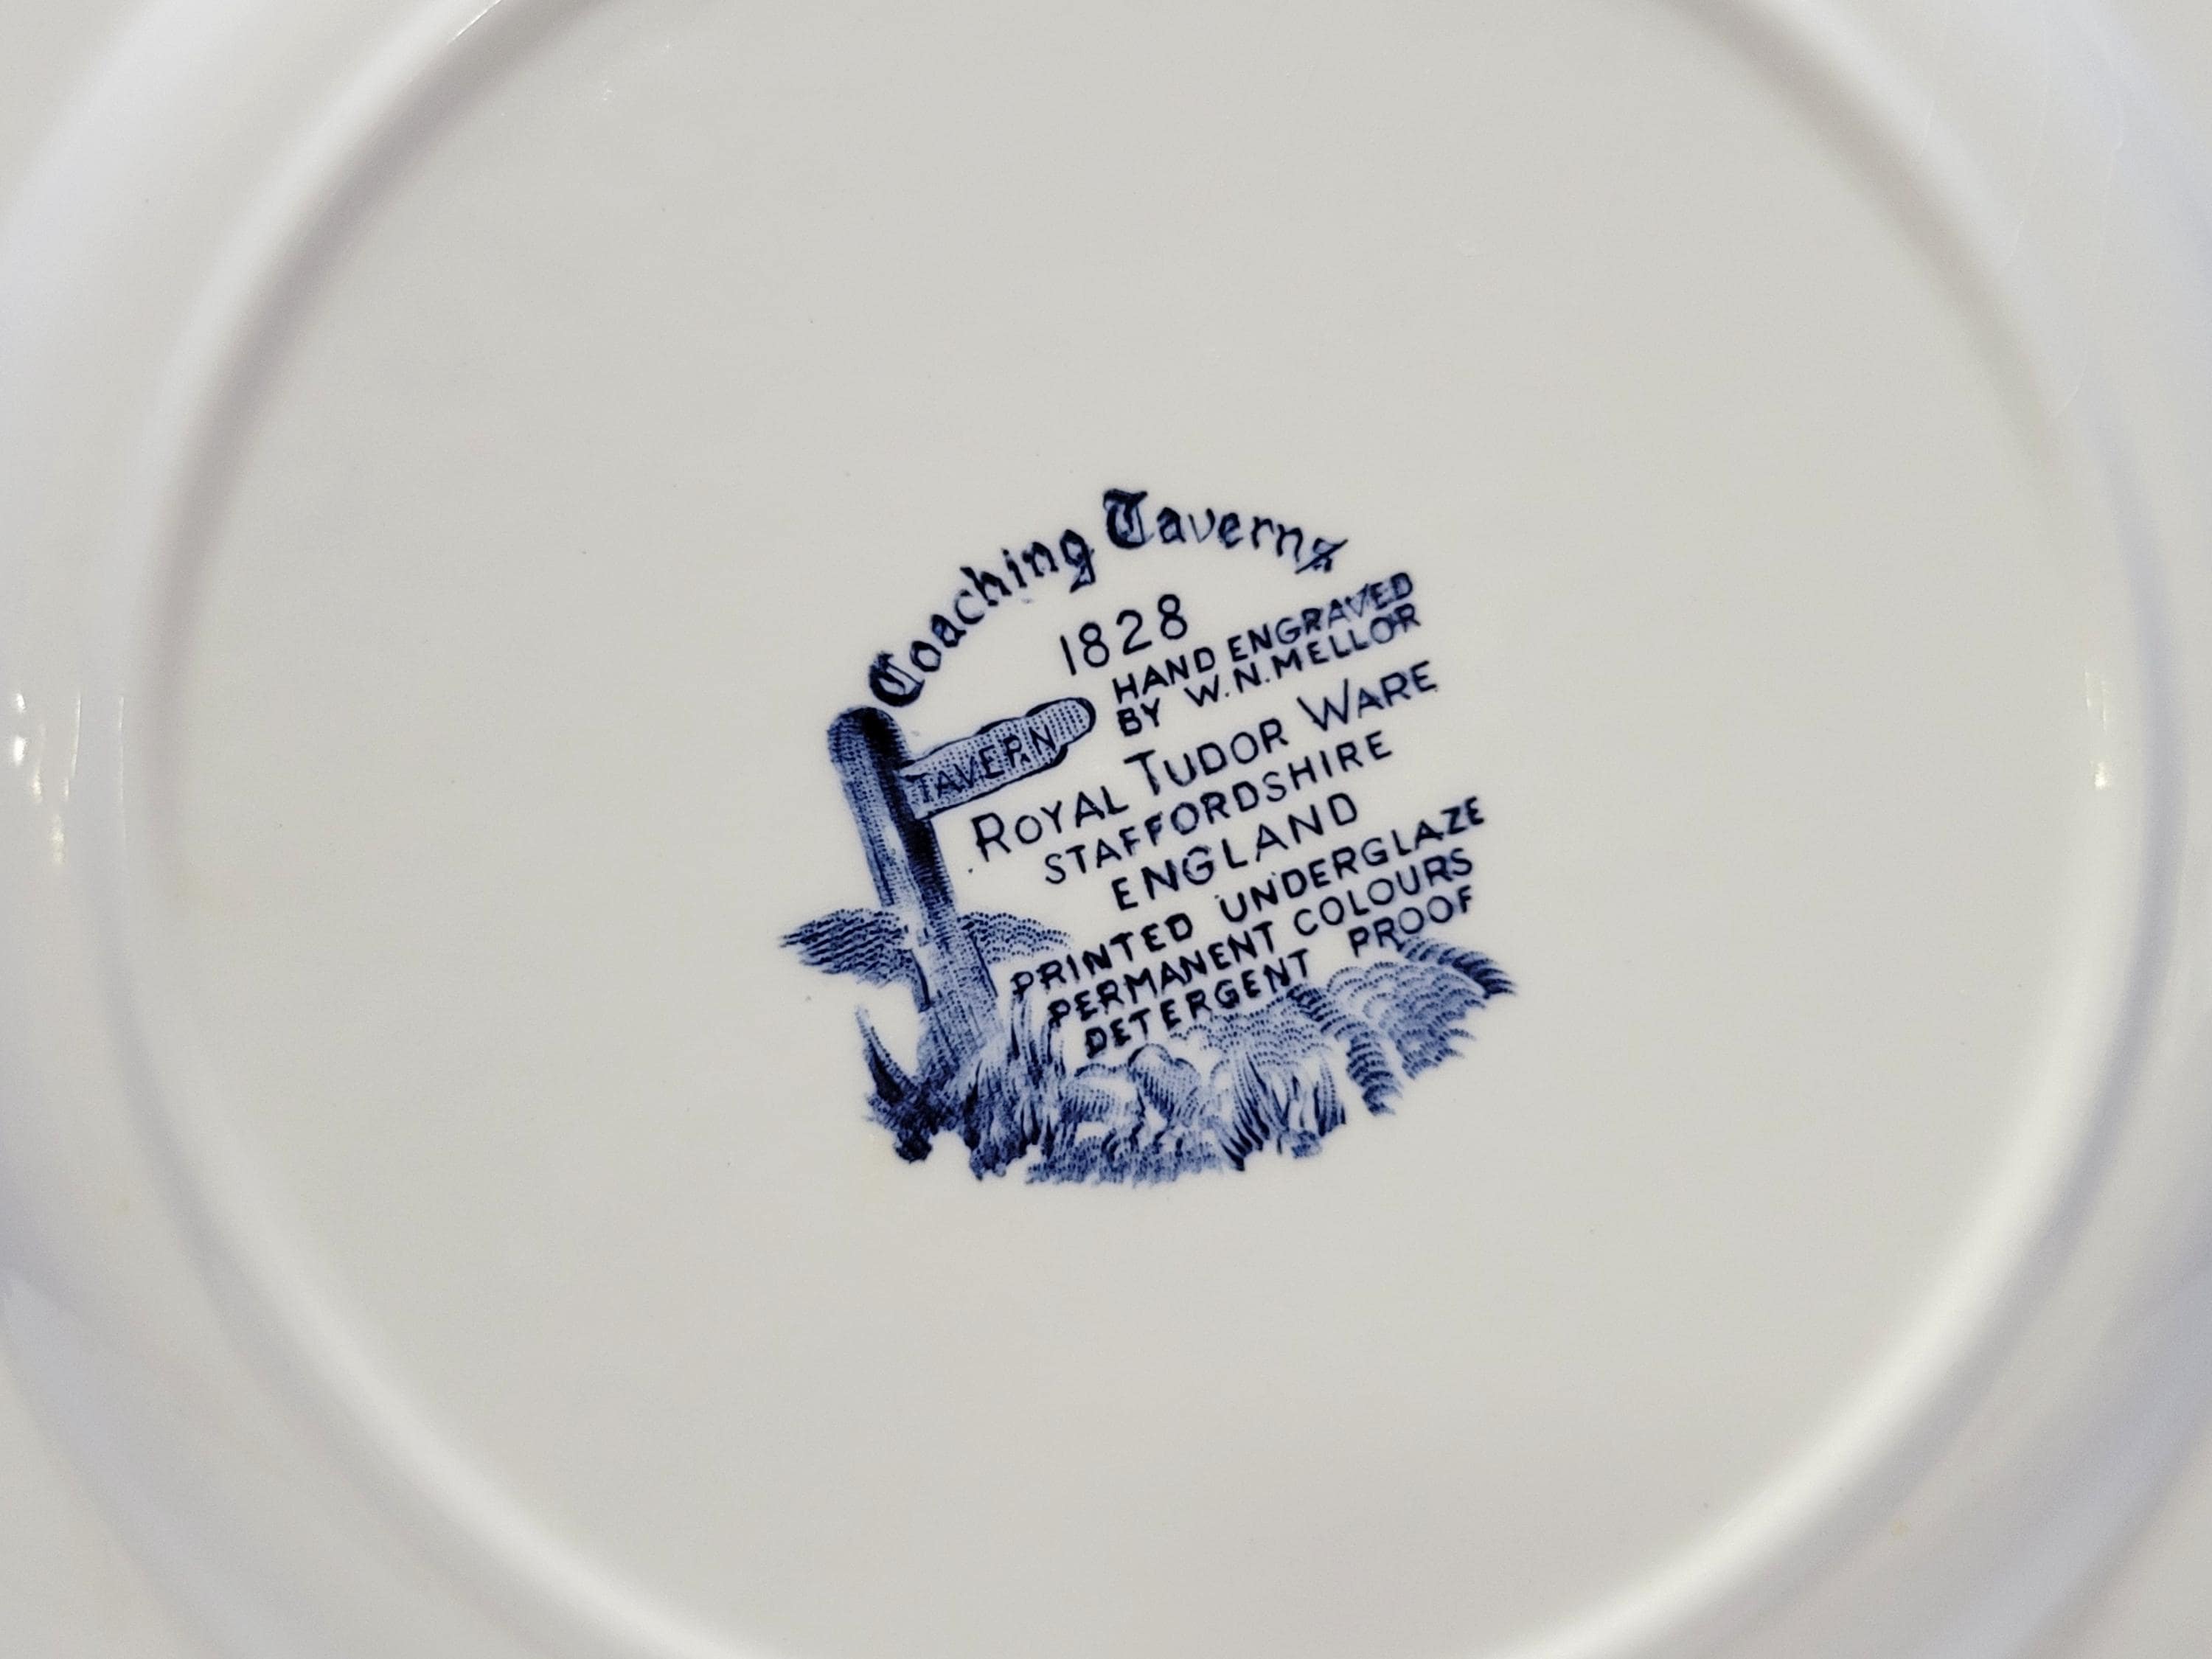 Coaching Taverns
1828
HAND ENGRAVED
BY W.N.MELLOR
TAVERN
ROYAL TUDOR WARE
STAFFORDSHIRE
ENGLAND
PRINTED UNDERGLAZE
PERMANENT COLOURS
DETERGENT PROOF